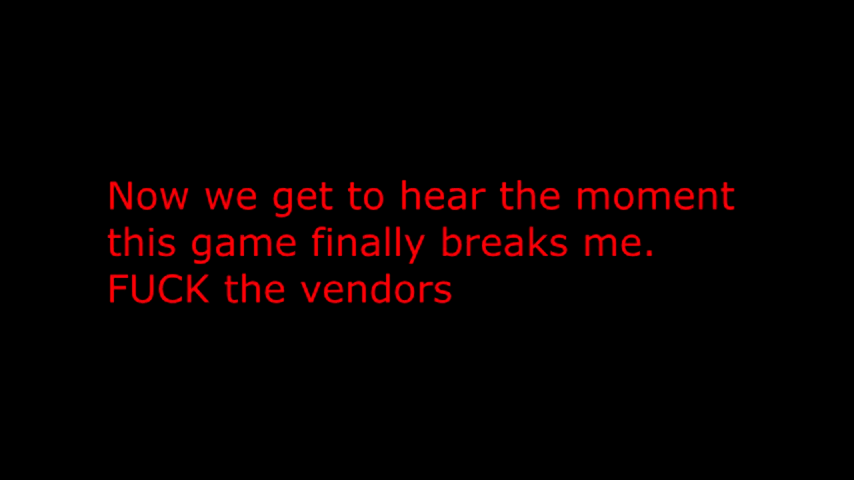 Now we get to hear the moment
this game finally breaks me.
FUCK the vendors